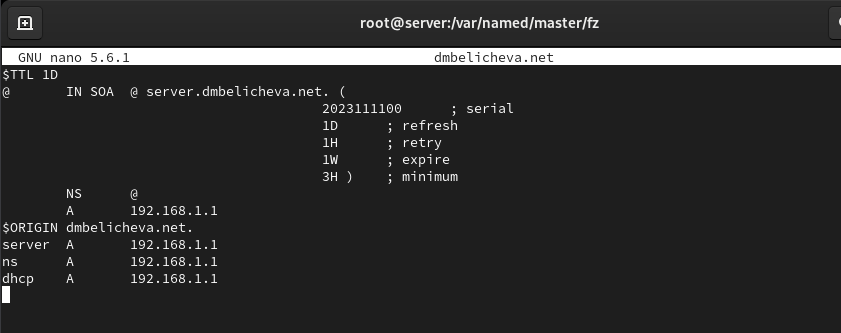 root@server:/var/named/master/fz
GNU nano 5.6.1 dmbelicheva.net
$TTL 1D
@ IN SOA @ server.dmbelicheva.net. (
2023111100 ; serial
1D ; refresh
1H ; retry
1W ; expire
3H ) ; minimum
NS @
A 192.168.1.1
$ORIGIN dmbelicheva.net.
server A 192.168.1.1
ns A 192.168.1.1
dhcp A 192.168.1.1